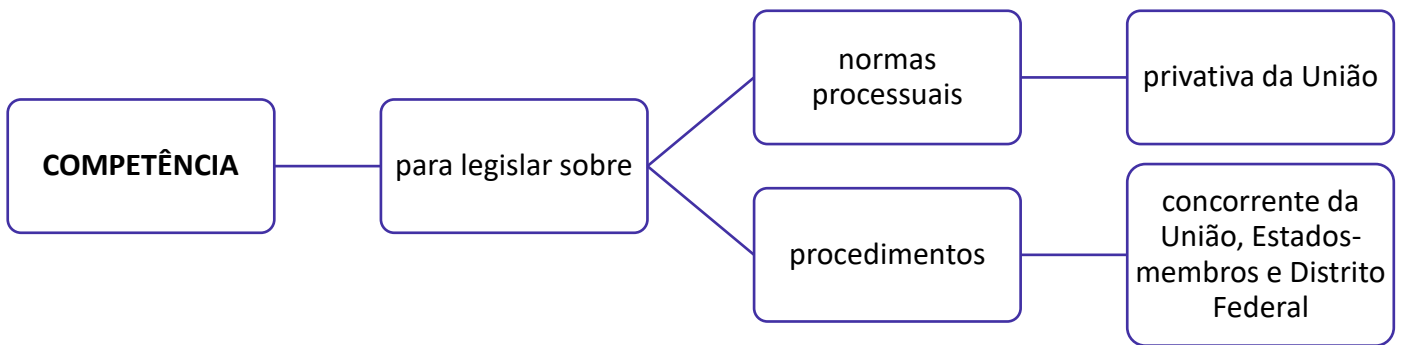 COMPETÊNCIA
para legislar sobre
normas
processuais
privativa da União
procedimentos
concorrente da
União, Estados-
membros e Distrito
Federal